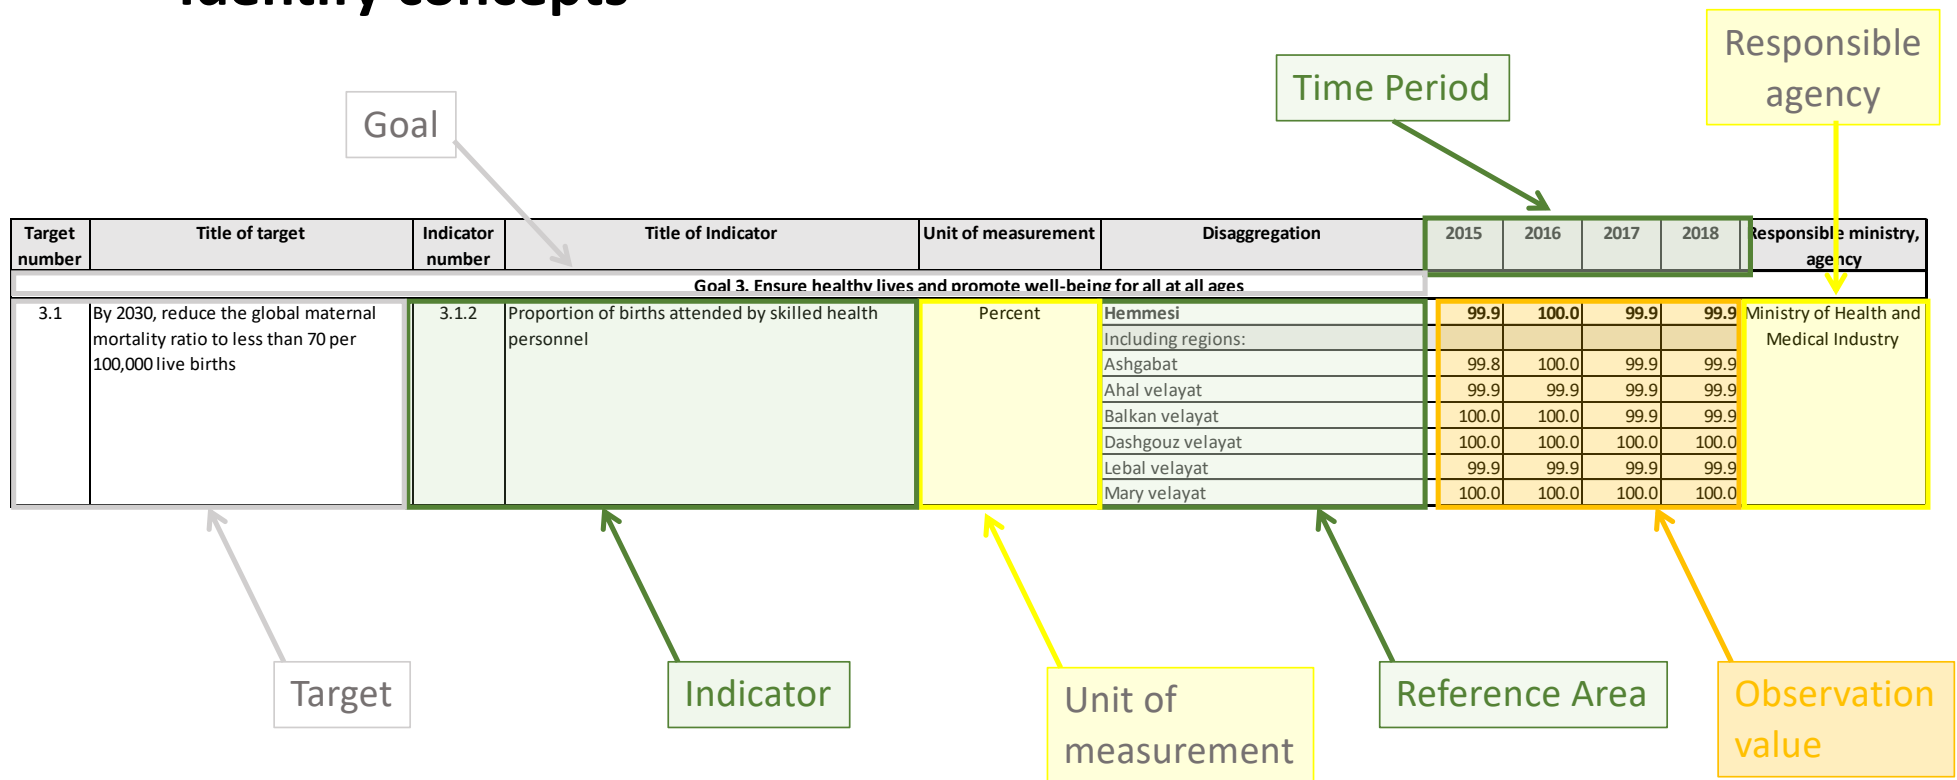 Identify concepts
Responsible
agency
Time Period
Goal
Target number Title of target Indicator number Title of Indicator Unit of measurement Disaggregation 2015 2016 2017 2018 Responsible ministry, agency
Goal 3. Ensure healthy lives and promote well-being for all at all ages
3.1 By 2030, reduce the global maternal 3.1.2 Proportion of births attended by skilled health Percent Hemmesi 99.9 100.0 99.9 99.9 Ministry of Health and
mortality ratio to less than 70 per personnel Including regions: Medical Industry
100,000 live births Ashgabat 99.8 100.0 99.9 99.9
Ahal velayat 99.9 99.9 99.9 99.9
Balkan velayat 100.0 100.0 99.9 99.9
Dashgouz velayat 100.0 100.0 100.0 100.0
Lebal velayat 99.9 99.9 99.9 99.9
Mary velayat 100.0 100.0 100.0 100.0
Target
Indicator
Unit of
measurement
Reference Area
Observation
value